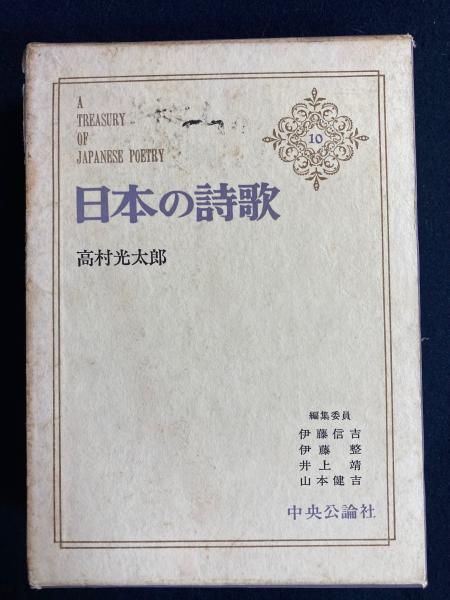 A
TREASURY
OF
JAPANESE POETRY
10
日本の詩歌
高村光太郎
編集委員
伊藤信吉
伊藤 整
井上 靖
山本健吉
中央公論社